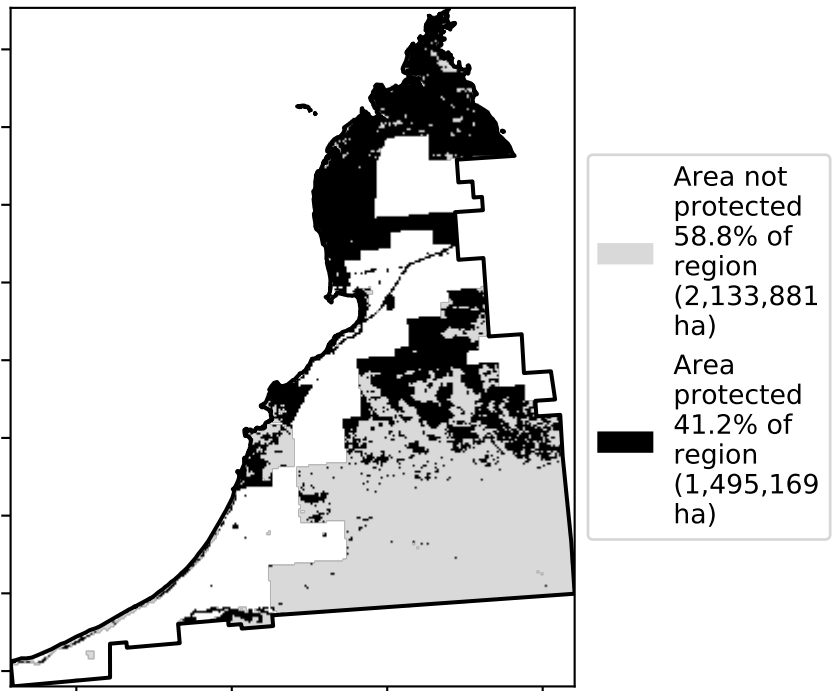 Area not
protected
58.8% of
region
(2,133,881
ha)
Area
protected
41.2% of
region
(1,495,169
ha)